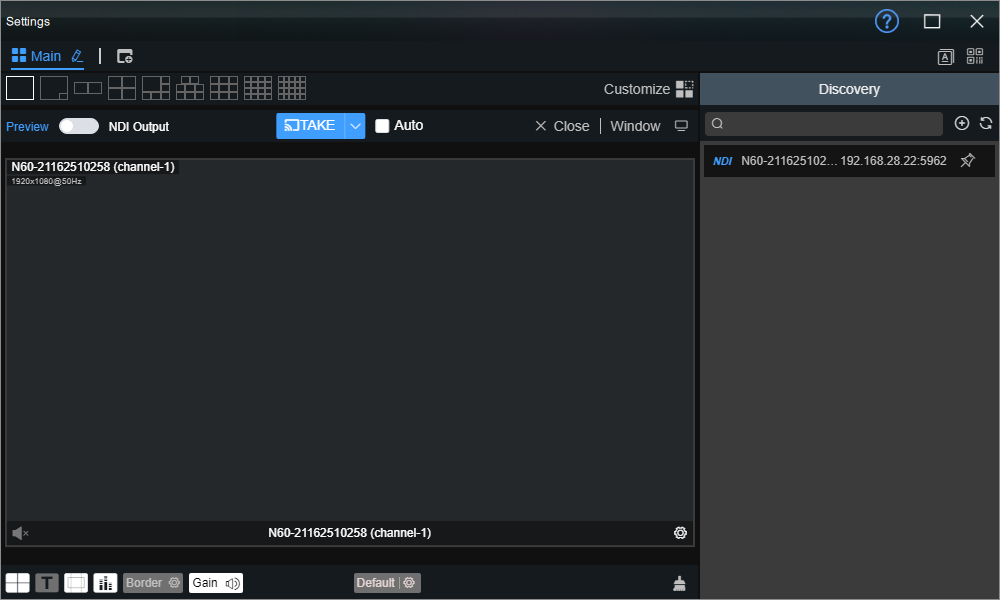 Settings
Main
Customize
Discovery
Preview NDI Output TAKE Auto Close Window
N60-21162510258 (channel-1)
1920x1080@50Hz
NDI N60-211625102... 192.168.28.22:5962
N60-21162510258 (channel-1)
T Border Gain Default